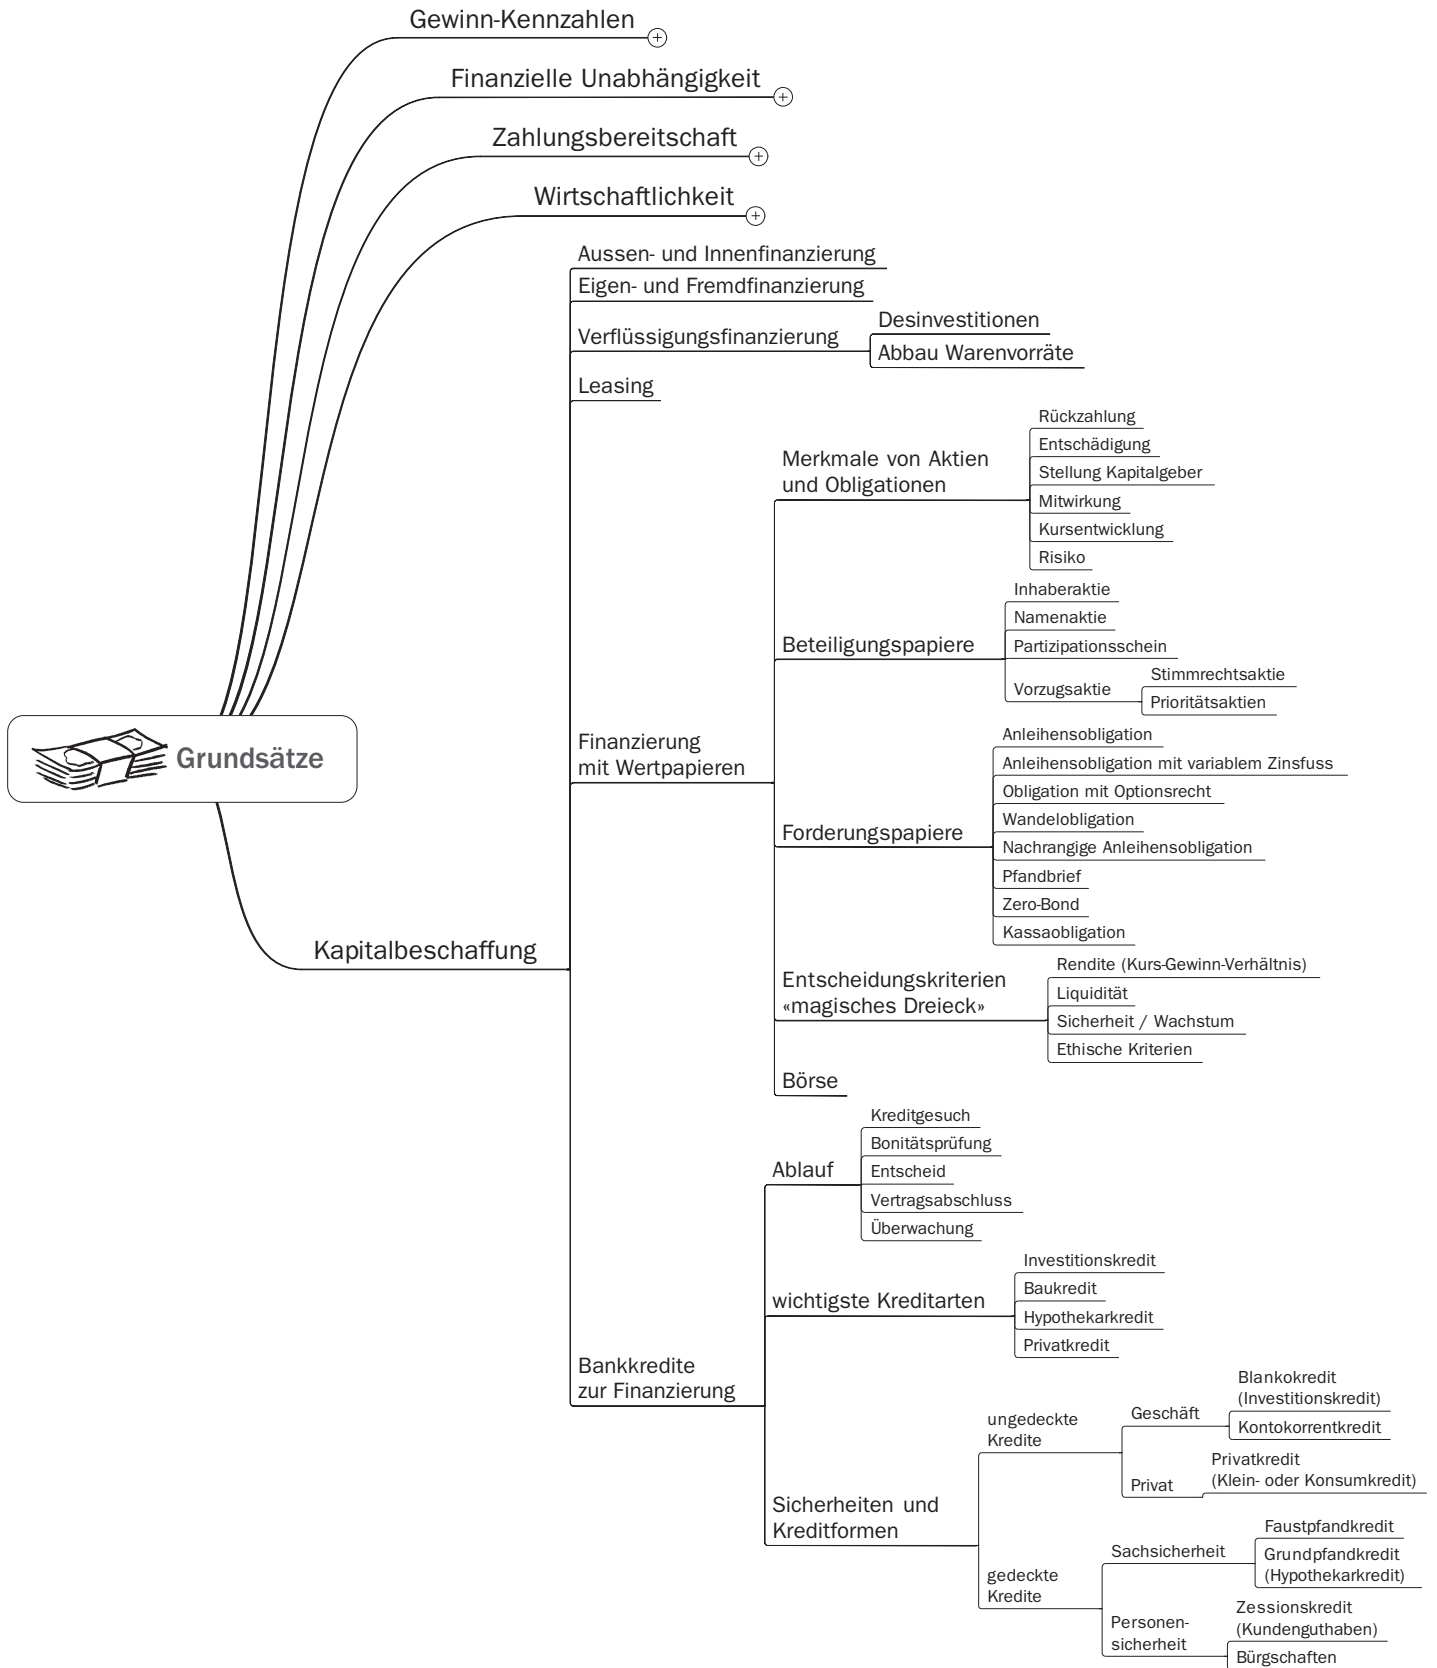 Gewinn-Kennzahlen
Finanzielle Unabhängigkeit
Zahlungsbereitschaft
Wirtschaftlichkeit
Aussen- und Innenfinanzierung
Eigen- und Fremdfinanzierung
Verflüssigungsfinanzierung
Desinvestitionen
Abbau Warenvorräte
Leasing
Merkmale von Aktien
und Obligationen
Rückzahlung
Entschädigung
Stellung Kapitalgeber
Mitwirkung
Kursentwicklung
Risiko
Beteiligungspapiere
Inhaberaktie
Namenaktie
Partizipationsschein
Vorzugsaktie
Stimmrechtsaktie
Prioritätsaktien
Grundsätze
Finanzierung
mit Wertpapieren
Forderungspapiere
Anleihensobligation
Anleihensobligation mit variablem Zinsfuss
Obligation mit Optionsrecht
Wandelobligation
Nachrangige Anleihensobligation
Pfandbrief
Zero-Bond
Kassaobligation
Kapitalbeschaffung
Entscheidungskriterien
«magisches Dreieck»
Rendite (Kurs-Gewinn-Verhältnis)
Liquidität
Sicherheit / Wachstum
Ethische Kriterien
Börse
Ablauf
Kreditgesuch
Bonitätsprüfung
Entscheid
Vertragsabschluss
Überwachung
wichtigste Kreditarten
Investitionskredit
Baukredit
Hypothekarkredit
Privatkredit
Bankkredite
zur Finanzierung
Sicherheiten und
Kreditformen
ungedeckte
Kredite
Geschäft
Blankokredit
(Investitionskredit)
Kontokorrentkredit
Privat
Privatkredit
(Klein- oder Konsumkredit)
gedeckte
Kredite
Sachsicherheit
Faustpfandkredit
Grundpfandkredit
(Hypothekarkredit)
Personen-
sicherheit
Zessionskredit
(Kundenguthaben)
Bürgschaften